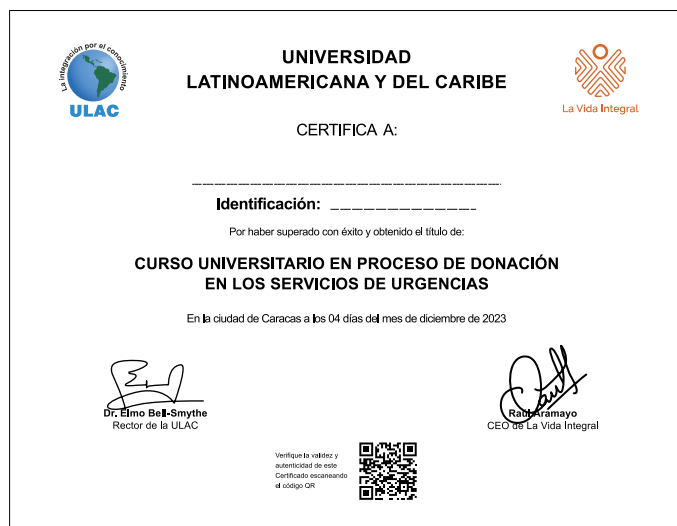 La integración por el conocimiento
ULAC
UNIVERSIDAD
LATINOAMERICANA Y DEL CARIBE
La Vida Integral
CERTIFICA A:
Identificación:
Por haber superado con éxito y obtenido el título de:
CURSO UNIVERSITARIO EN PROCESO DE DONACIÓN
EN LOS SERVICIOS DE URGENCIAS
En la ciudad de Caracas a los 04 días del mes de diciembre de 2023
Dr. Elmo Bell-Smythe
Rector de la ULAC
Raúl Aramayo
CEO de La Vida Integral
Verifique la validez y
autenticidad de este
Certificado escaneando
el código QR